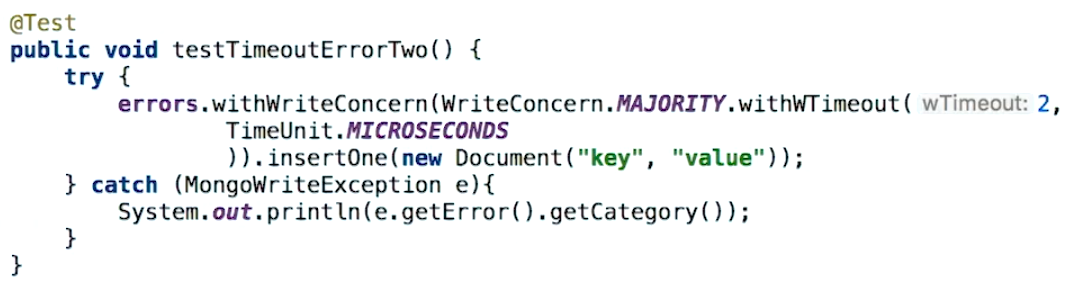 @Test
public void testTimeoutErrorTwo() {
    try {
        errors.withWriteConcern(WriteConcern.MAJORITY.withWTimeout( wTimeout: 2,
                TimeUnit.MICROSECONDS
                )).insertOne(new Document("key", "value"));
    } catch (MongoWriteException e){
        System.out.println(e.getError().getCategory());
    }
}